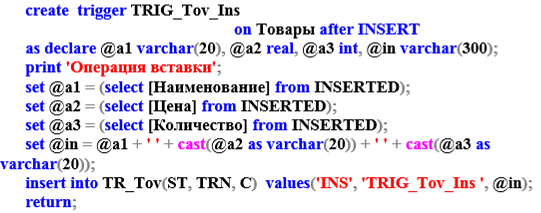 create trigger TRIG_Tov_Ins
on Товары after INSERT
as declare @a1 varchar(20), @a2 real, @a3 int, @in varchar(300);
print 'Операция вставки';
set @a1 = (select [Наименование] from INSERTED);
set @a2 = (select [Цена] from INSERTED);
set @a3 = (select [Количество] from INSERTED);
set @in = @a1 + ' ' + cast(@a2 as varchar(20)) + ' ' + cast(@a3 as
varchar(20));
insert into TR_Tov(ST, TRN, C) values('INS', 'TRIG_Tov_Ins ', @in);
return;